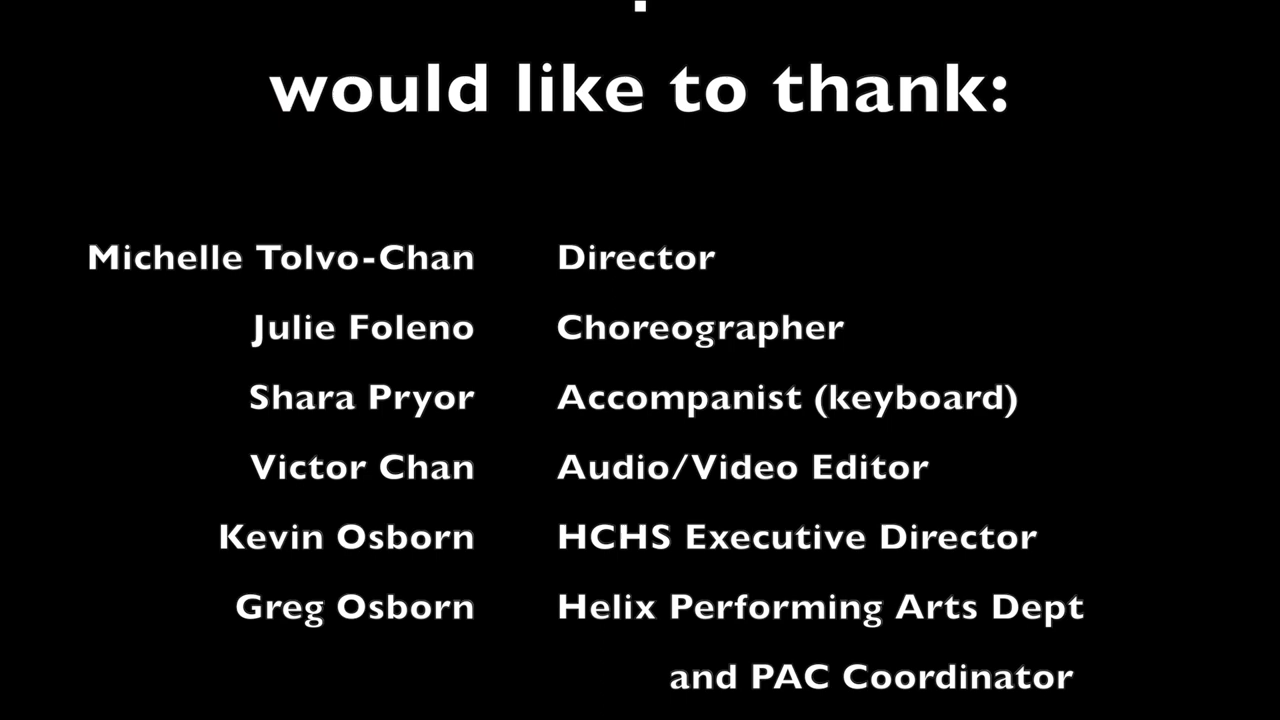 would like to thank:
Michelle Tolvo-Chan Director
Julie Foleno Choreographer
Shara Pryor Accompanist (keyboard)
Victor Chan Audio/Video Editor
Kevin Osborn HCHS Executive Director
Greg Osborn Helix Performing Arts Dept
and PAC Coordinator